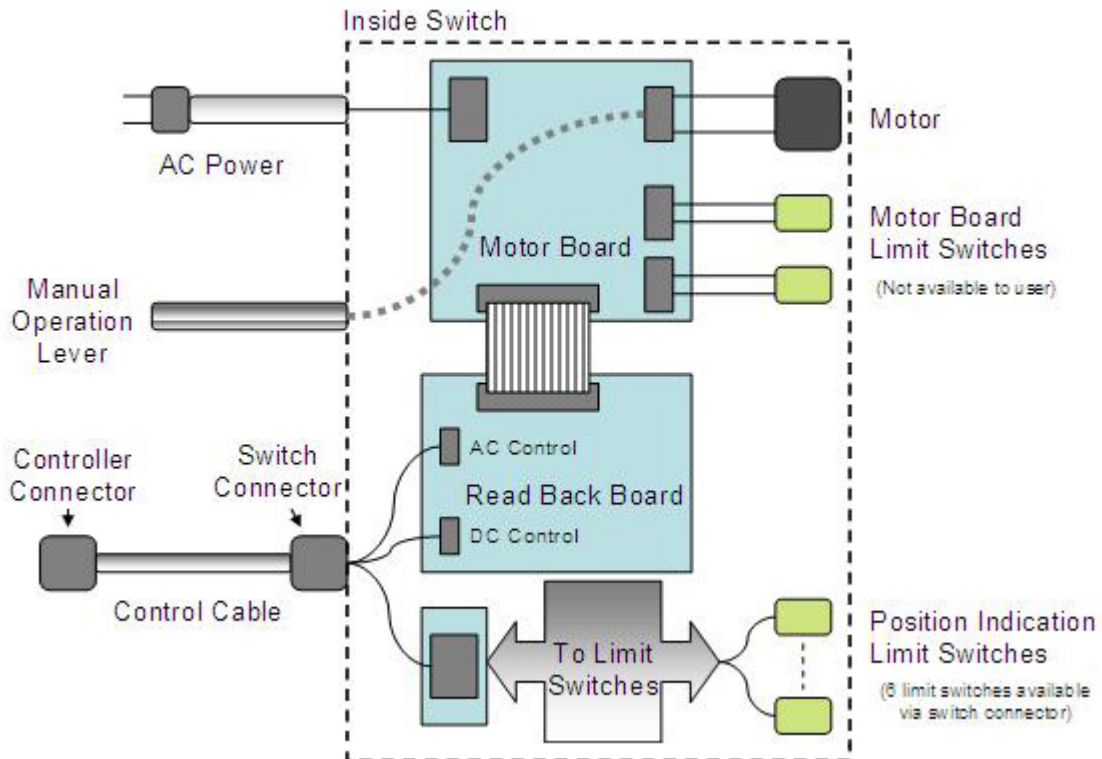 Inside Switch
AC Power
Motor
Motor Board
Limit Switches
(Not available to user)
Motor Board
Manual
Operation
Lever
Controller
Connector
Switch
Connector
AC Control
Read Back Board
DC Control
Control Cable
To Limit
Switches
Position Indication
Limit Switches
(6 limit switches available
via switch connector)